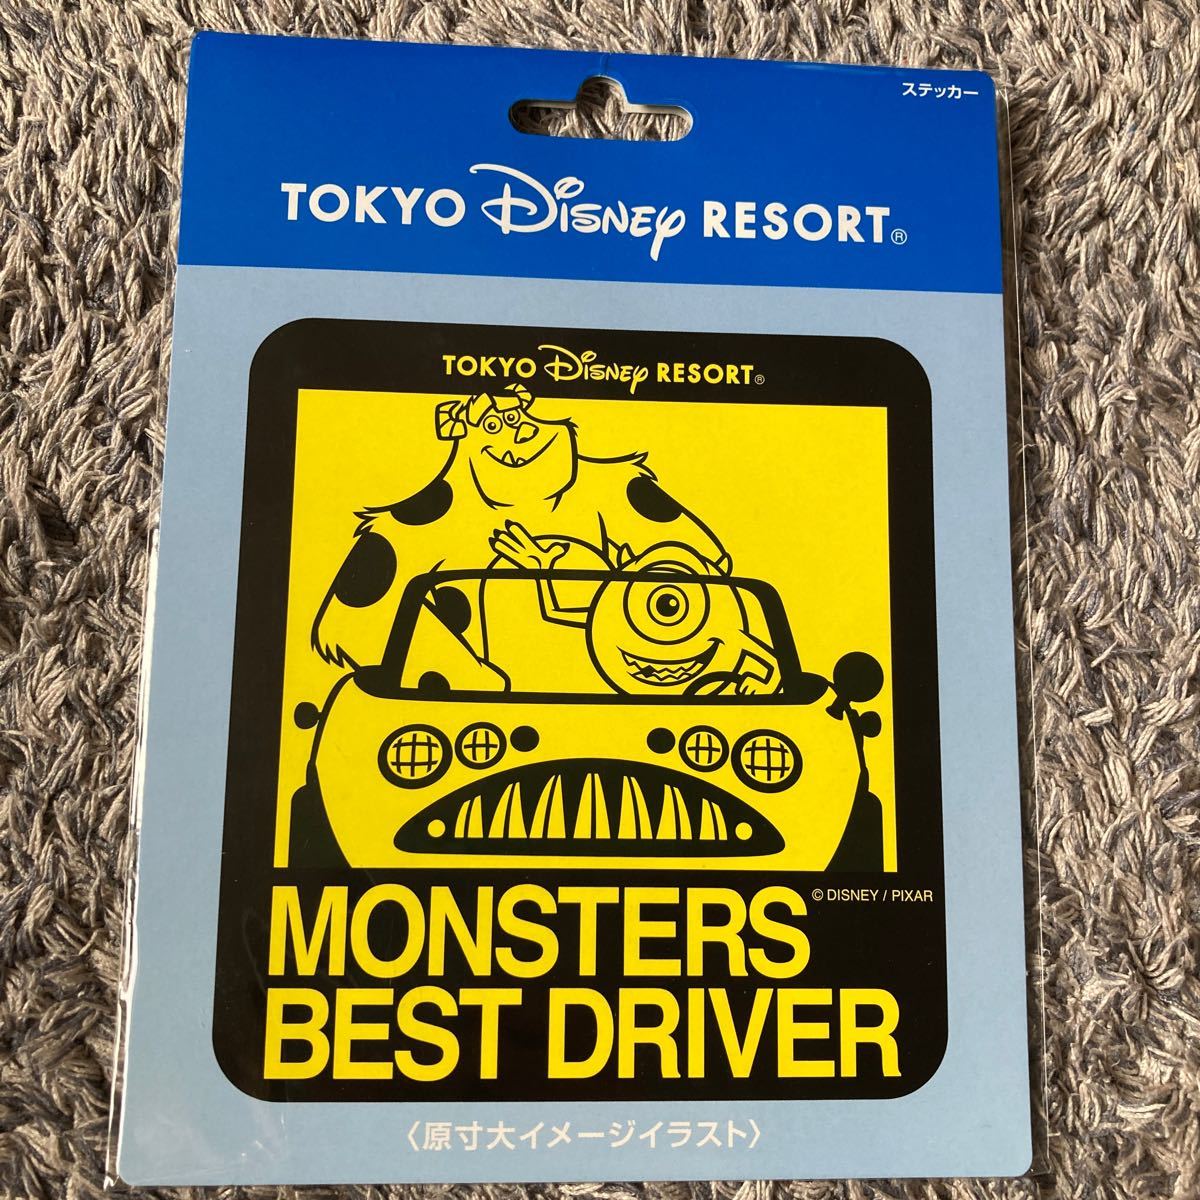 ステッカー
TOKYO Disney RESORT®
TOKYO Disney RESORT®
© DISNEY / PIXAR
MONSTERS
BEST DRIVER
〈原寸大イメージイラスト〉